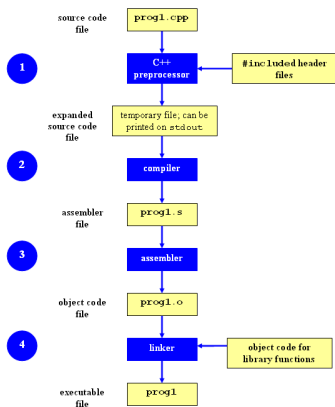 source code
file
prog1.cpp
1
C++
preprocessor
#included header
files
expanded
source code
file
temporary file; can be
printed on stdout
2
compiler
assembler
file
prog1.s
3
assembler
object code
file
prog1.o
4
linker
object code for
library functions
executable
file
prog1